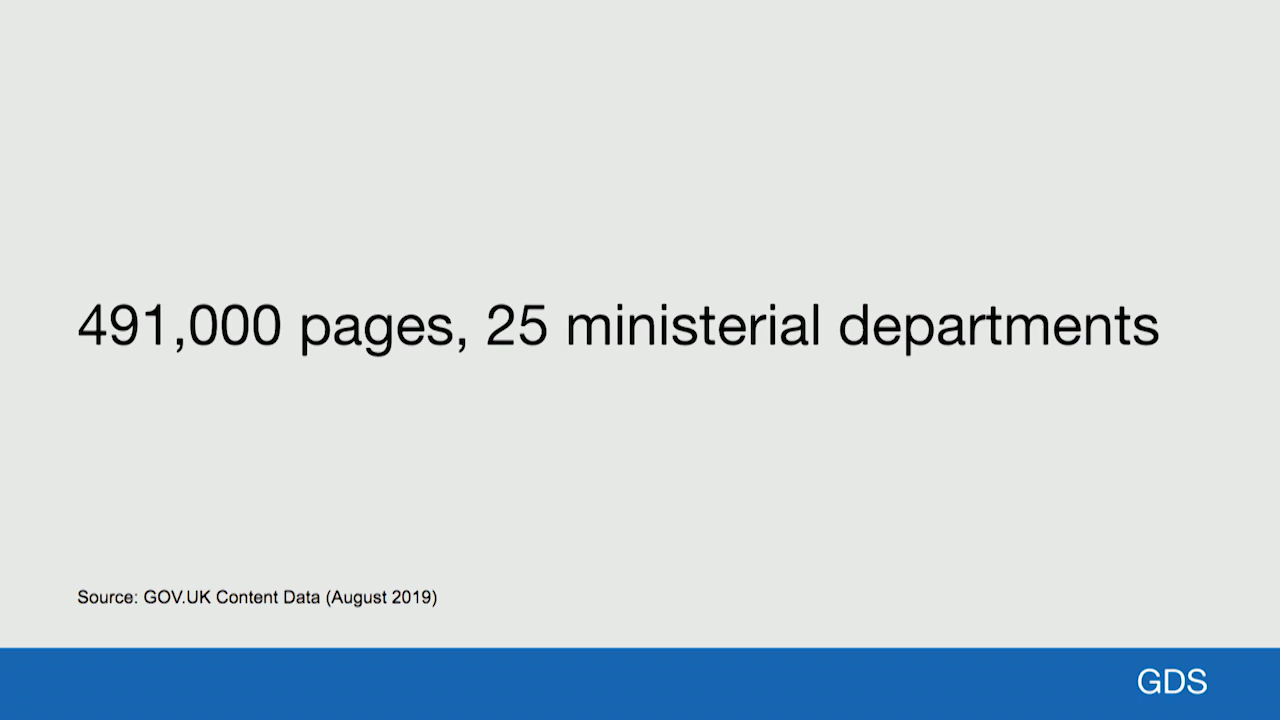 491,000 pages, 25 ministerial departments
Source: GOV.UK Content Data (August 2019)
GDS